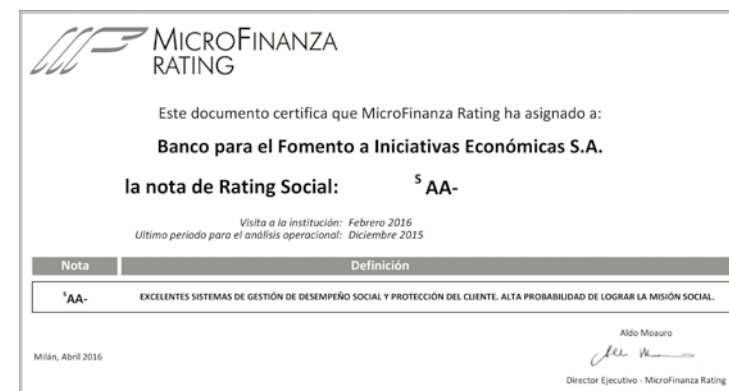 MICROFINANZA
RATING
Este documento certifica que MicroFinanza Rating ha asignado a:
Banco para el Fomento a Iniciativas Económicas S.A.
la nota de Rating Social: S AA-
Visita a la institución: Febrero 2016
Ultimo periodo para el análisis operacional: Diciembre 2015
Nota Definición
SAA- EXCELENTES SISTEMAS DE GESTIÓN DE DESEMPEÑO SOCIAL Y PROTECCIÓN DEL CLIENTE. ALTA PROBABILIDAD DE LOGRAR LA MISIÓN SOCIAL.
Aldo Moauro
Milán, Abril 2016
Director Ejecutivo - MicroFinanza Rating